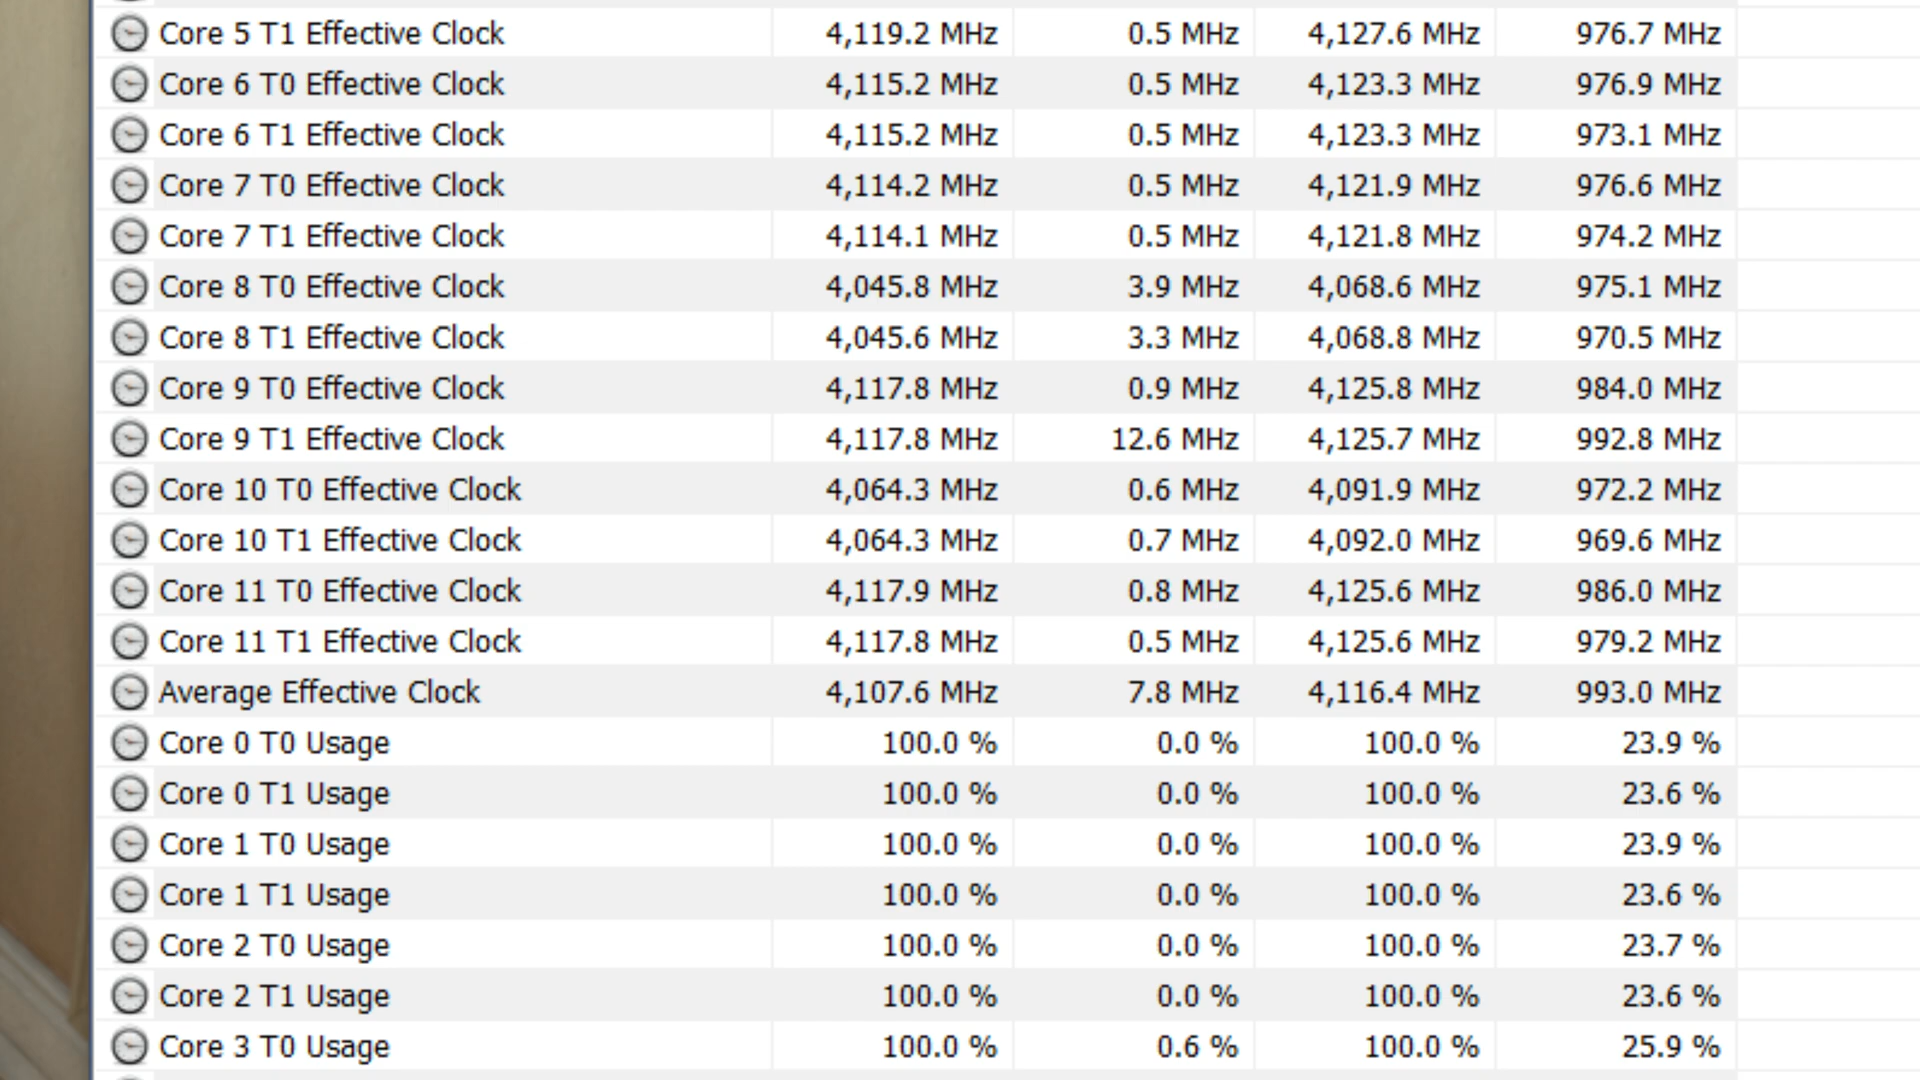 Core 5 T1 Effective Clock 4,119.2 MHz 0.5 MHz 4,127.6 MHz 976.7 MHz
Core 6 T0 Effective Clock 4,115.2 MHz 0.5 MHz 4,123.3 MHz 976.9 MHz
Core 6 T1 Effective Clock 4,115.2 MHz 0.5 MHz 4,123.3 MHz 973.1 MHz
Core 7 T0 Effective Clock 4,114.2 MHz 0.5 MHz 4,121.9 MHz 976.6 MHz
Core 7 T1 Effective Clock 4,114.1 MHz 0.5 MHz 4,121.8 MHz 974.2 MHz
Core 8 T0 Effective Clock 4,045.8 MHz 3.9 MHz 4,068.6 MHz 975.1 MHz
Core 8 T1 Effective Clock 4,045.6 MHz 3.3 MHz 4,068.8 MHz 970.5 MHz
Core 9 T0 Effective Clock 4,117.8 MHz 0.9 MHz 4,125.8 MHz 984.0 MHz
Core 9 T1 Effective Clock 4,117.8 MHz 12.6 MHz 4,125.7 MHz 992.8 MHz
Core 10 T0 Effective Clock 4,064.3 MHz 0.6 MHz 4,091.9 MHz 972.2 MHz
Core 10 T1 Effective Clock 4,064.3 MHz 0.7 MHz 4,092.0 MHz 969.6 MHz
Core 11 T0 Effective Clock 4,117.9 MHz 0.8 MHz 4,125.6 MHz 986.0 MHz
Core 11 T1 Effective Clock 4,117.8 MHz 0.5 MHz 4,125.6 MHz 979.2 MHz
Average Effective Clock 4,107.6 MHz 7.8 MHz 4,116.4 MHz 993.0 MHz
Core 0 T0 Usage 100.0 % 0.0 % 100.0 % 23.9 %
Core 0 T1 Usage 100.0 % 0.0 % 100.0 % 23.6 %
Core 1 T0 Usage 100.0 % 0.0 % 100.0 % 23.9 %
Core 1 T1 Usage 100.0 % 0.0 % 100.0 % 23.6 %
Core 2 T0 Usage 100.0 % 0.0 % 100.0 % 23.7 %
Core 2 T1 Usage 100.0 % 0.0 % 100.0 % 23.6 %
Core 3 T0 Usage 100.0 % 0.6 % 100.0 % 25.9 %